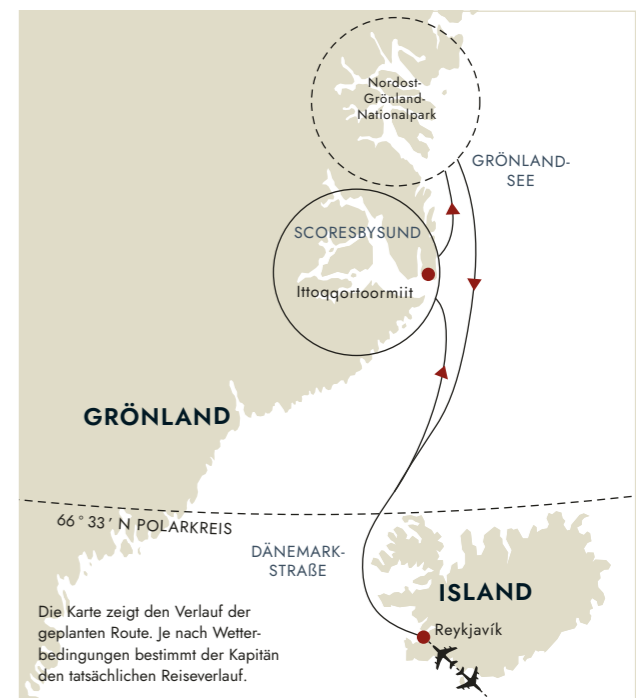 Nordost-
Grönland-
Nationalpark
GRÖNLAND-
SEE
SCORESBYSUND
Ittoqqortoormiit
GRÖNLAND
66° 33' N POLARKREIS
DÄNEMARK-
STRAßE
ISLAND
Reykjavík
Die Karte zeigt den Verlauf der
geplanten Route. Je nach Wetter-
bedingungen bestimmt der Kapitän
den tatsächlichen Reiseverlauf.